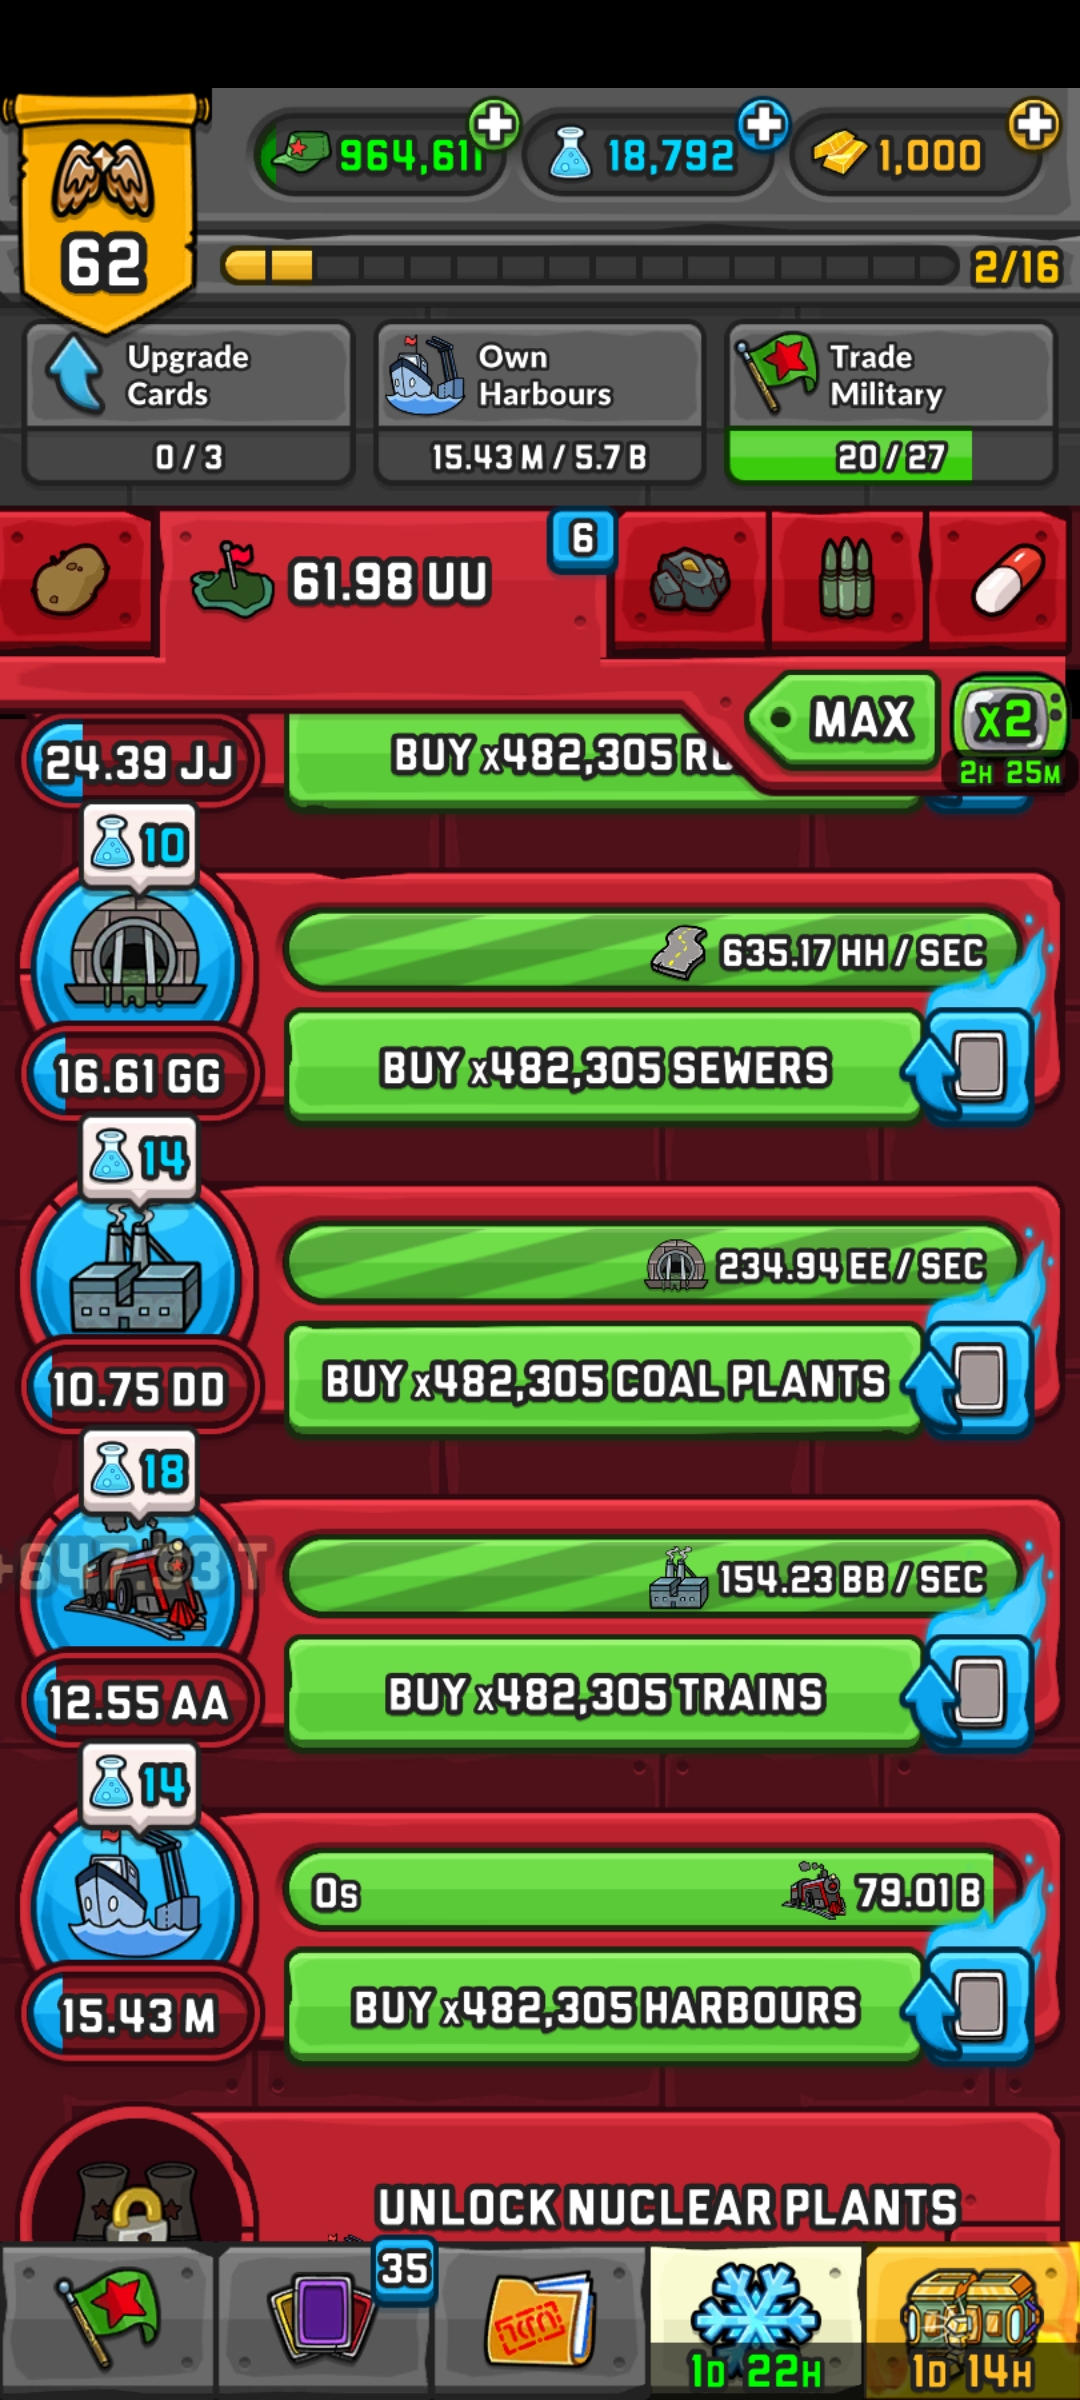 964,611
18,792
1,000
62
2/16
Upgrade
Cards
0 / 3
Own
Harbours
15.43 M / 5.7 B
Trade
Military
20 / 27
61.98 UU
6
MAX
x2
2H 25M
24.39 JJ
BUY x482,305
10
635.17 HH / SEC
16.61 GG
BUY x482,305 SEWERS
14
234.94 EE / SEC
10.75 DD
BUY x482,305 COAL PLANTS
18
154.23 BB / SEC
12.55 AA
BUY x482,305 TRAINS
14
0s
79.01 B
15.43 M
BUY x482,305 HARBOURS
UNLOCK NUCLEAR PLANTS
35
1D 22H
1D 14H